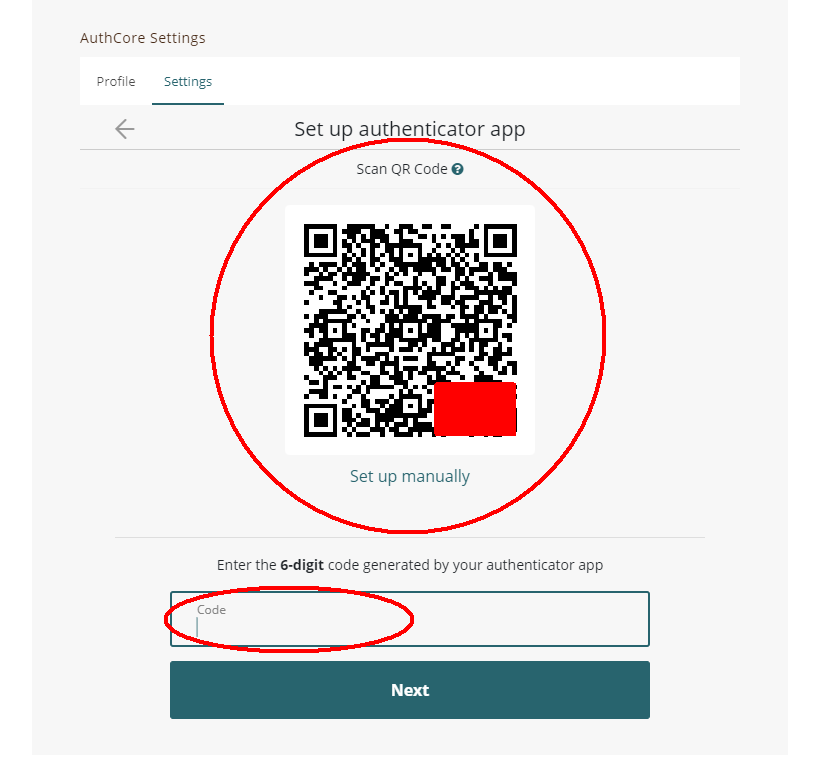 AuthCore Settings
Profile Settings
Set up authenticator app
Scan QR Code ?
Set up manually
Enter the 6-digit code generated by your authenticator app
Code
Next